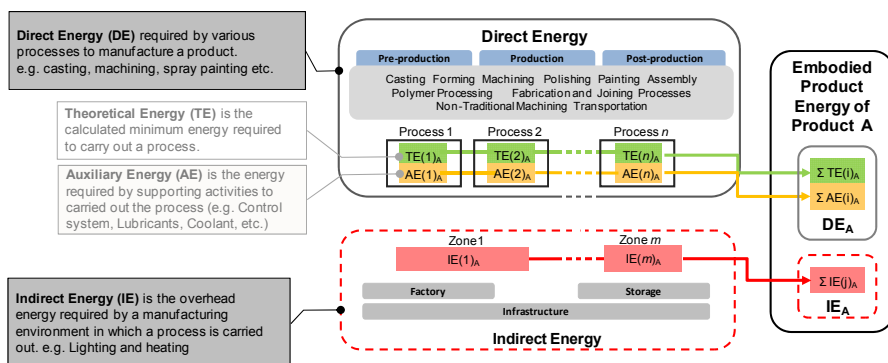 Direct Energy (DE) required by various
processes to manufacture a product.
e.g. casting, machining, spray painting etc.
Theoretical Energy (TE) is the
calculated minimum energy required
to carry out a process.
Auxiliary Energy (AE) is the energy
required by supporting activities to
carried out the process (e.g. Control
system, Lubricants, Coolant, etc.)
Indirect Energy (IE) is the overhead
energy required by a manufacturing
environment in which a process is carried
out. e.g. Lighting and heating
Direct Energy
Pre-production Production Post-production
Casting Forming Machining Polishing Painting Assembly
Polymer Processing Fabrication and Joining Processes
Non-Traditional Machining Transportation
Process 1 Process 2 Process n
TE(1)A TE(2)A TE(n)A
AE(1)A AE(2)A AE(n)A
Zone1 Zone m
IE(1)A IE(m)A
Factory Storage
Infrastructure
Indirect Energy
Embodied
Product
Energy of
Product A
Σ TE(i)A
Σ AE(i)A
DEA
Σ IE(j)A
IEA